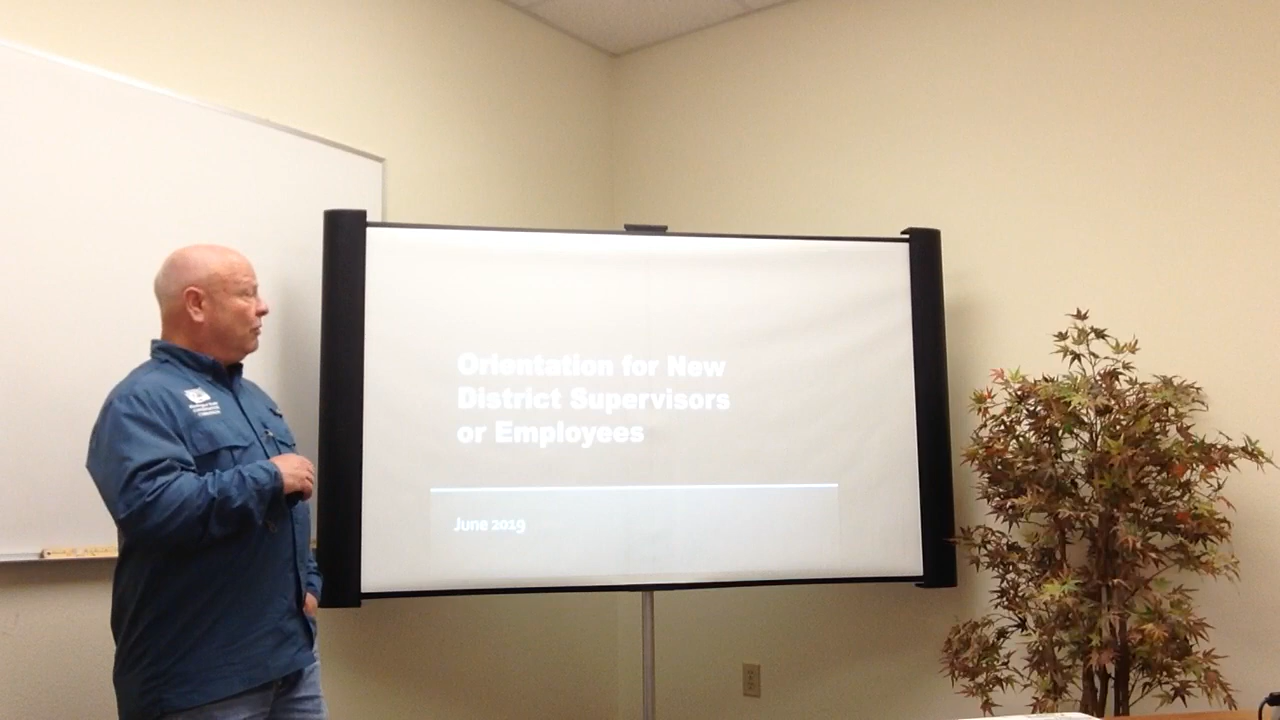 Orientation for New
District Supervisors
or Employees
June 2019